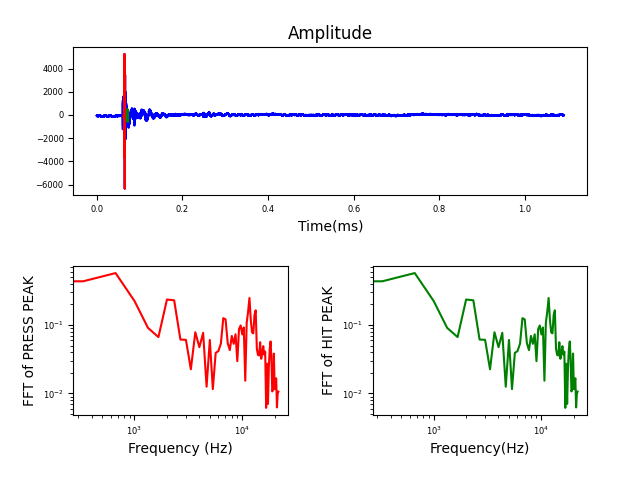 Amplitude
4000
2000
0
−2000
−4000
−6000
0.0 0.2 0.4 0.6 0.8 1.0
Time(ms)
FFT of PRESS PEAK
10⁻¹
10⁻²
10³ 10⁴
Frequency (Hz)
FFT of HIT PEAK
10⁻¹
10⁻²
10³ 10⁴
Frequency(Hz)